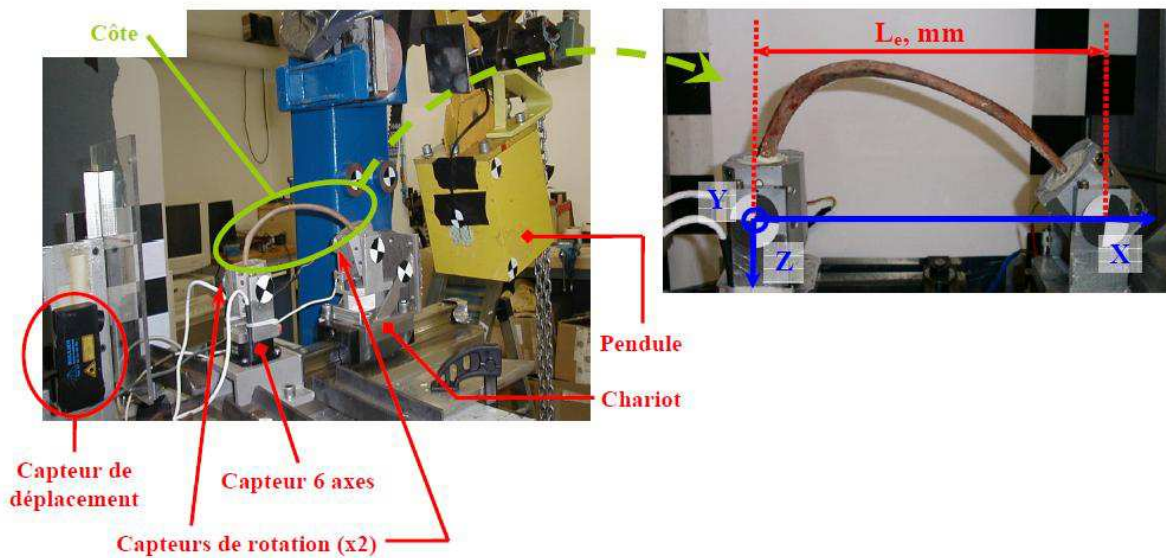 Côte
Lₑ, mm
Y
Z
X
Pendule
Chariot
Capteur de
déplacement
Capteur 6 axes
Capteurs de rotation (x2)